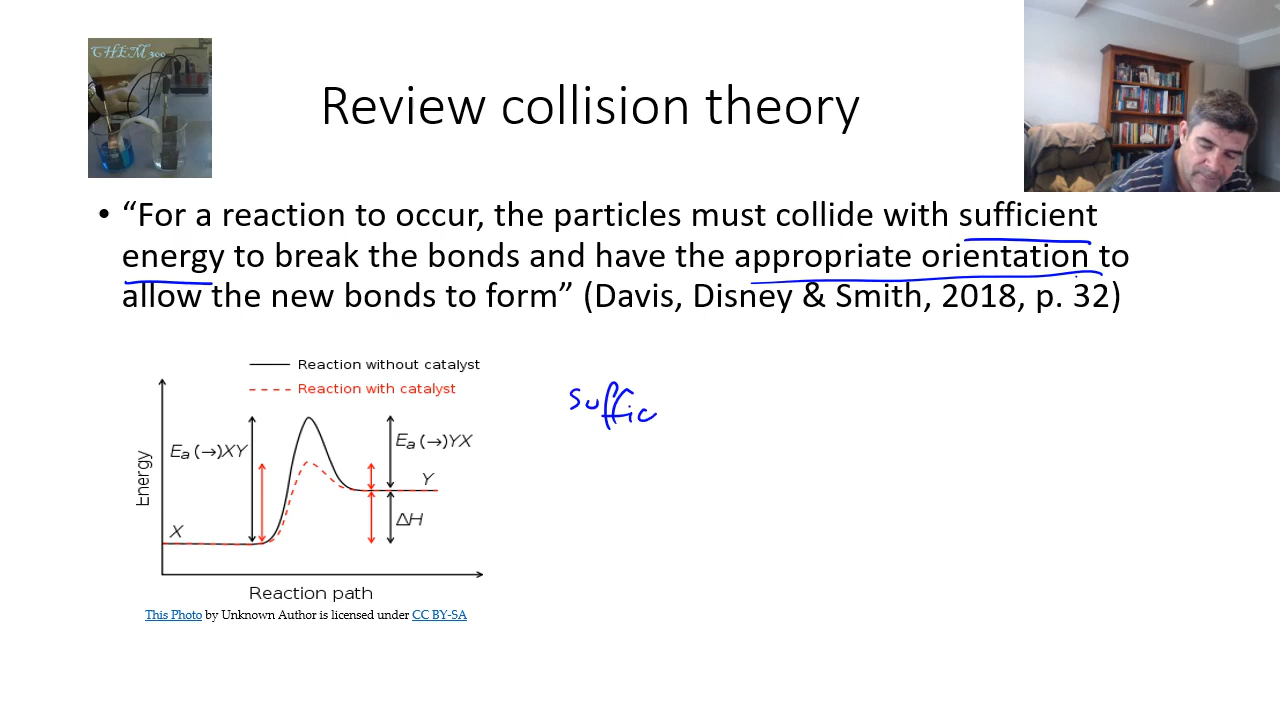 CHEM 300
Review collision theory
• “For a reaction to occur, the particles must collide with sufficient
energy to break the bonds and have the appropriate orientation to
allow the new bonds to form” (Davis, Disney & Smith, 2018, p. 32)
Reaction without catalyst
Reaction with catalyst
suffic
Ea (→)XY
Ea (→)YX
Energy
Y
X
ΔH
Reaction path
This Photo by Unknown Author is licensed under CC BY-SA